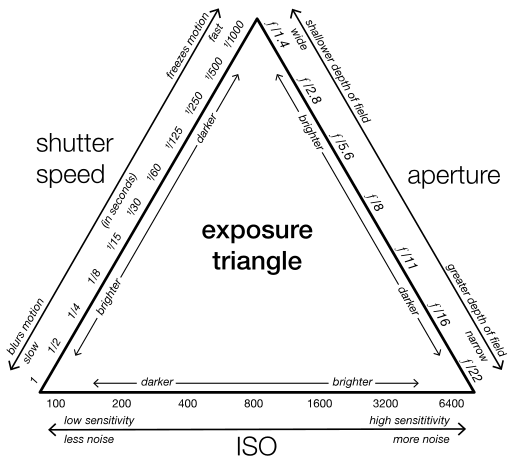 shutter
speed
freezes motion
fast
1/1000
1/500
1/250
1/125
1/60
(in seconds)
1/30
1/15
1/8
1/4
1/2
1
blurs motion
slow
darker
brighter
exposure
triangle
aperture
shallower depth of field
wide
ƒ/1.4
ƒ/2.8
ƒ/5.6
ƒ/8
ƒ/11
ƒ/16
ƒ/22
greater depth of field
narrow
brighter
darker
darker brighter
100 200 400 800 1600 3200 6400
low sensitivity high sensititivity
less noise more noise
ISO